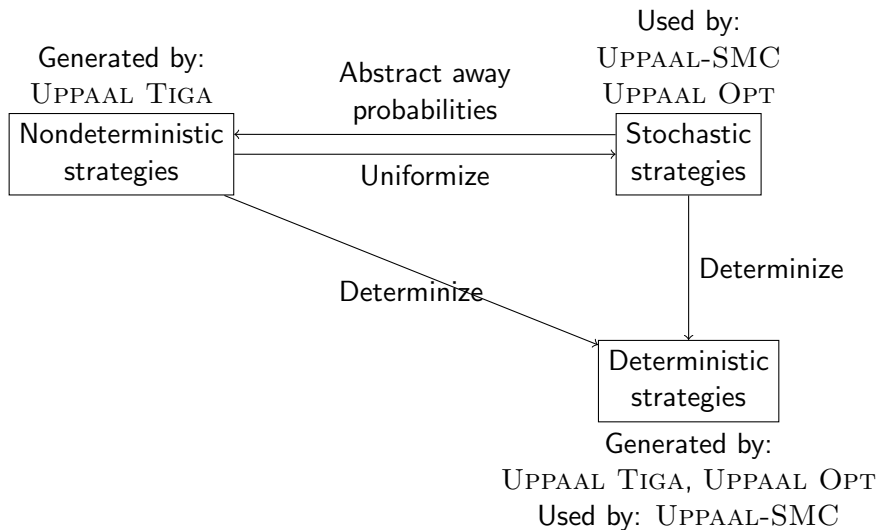 Used by:
UPPAAL-SMC
UPPAAL OPT
Generated by:
UPPAAL TIGA
Abstract away
probabilities
Nondeterministic
strategies
Stochastic
strategies
Uniformize
Determinize
Determinize
Deterministic
strategies
Generated by:
UPPAAL TIGA, UPPAAL OPT
Used by: UPPAAL-SMC